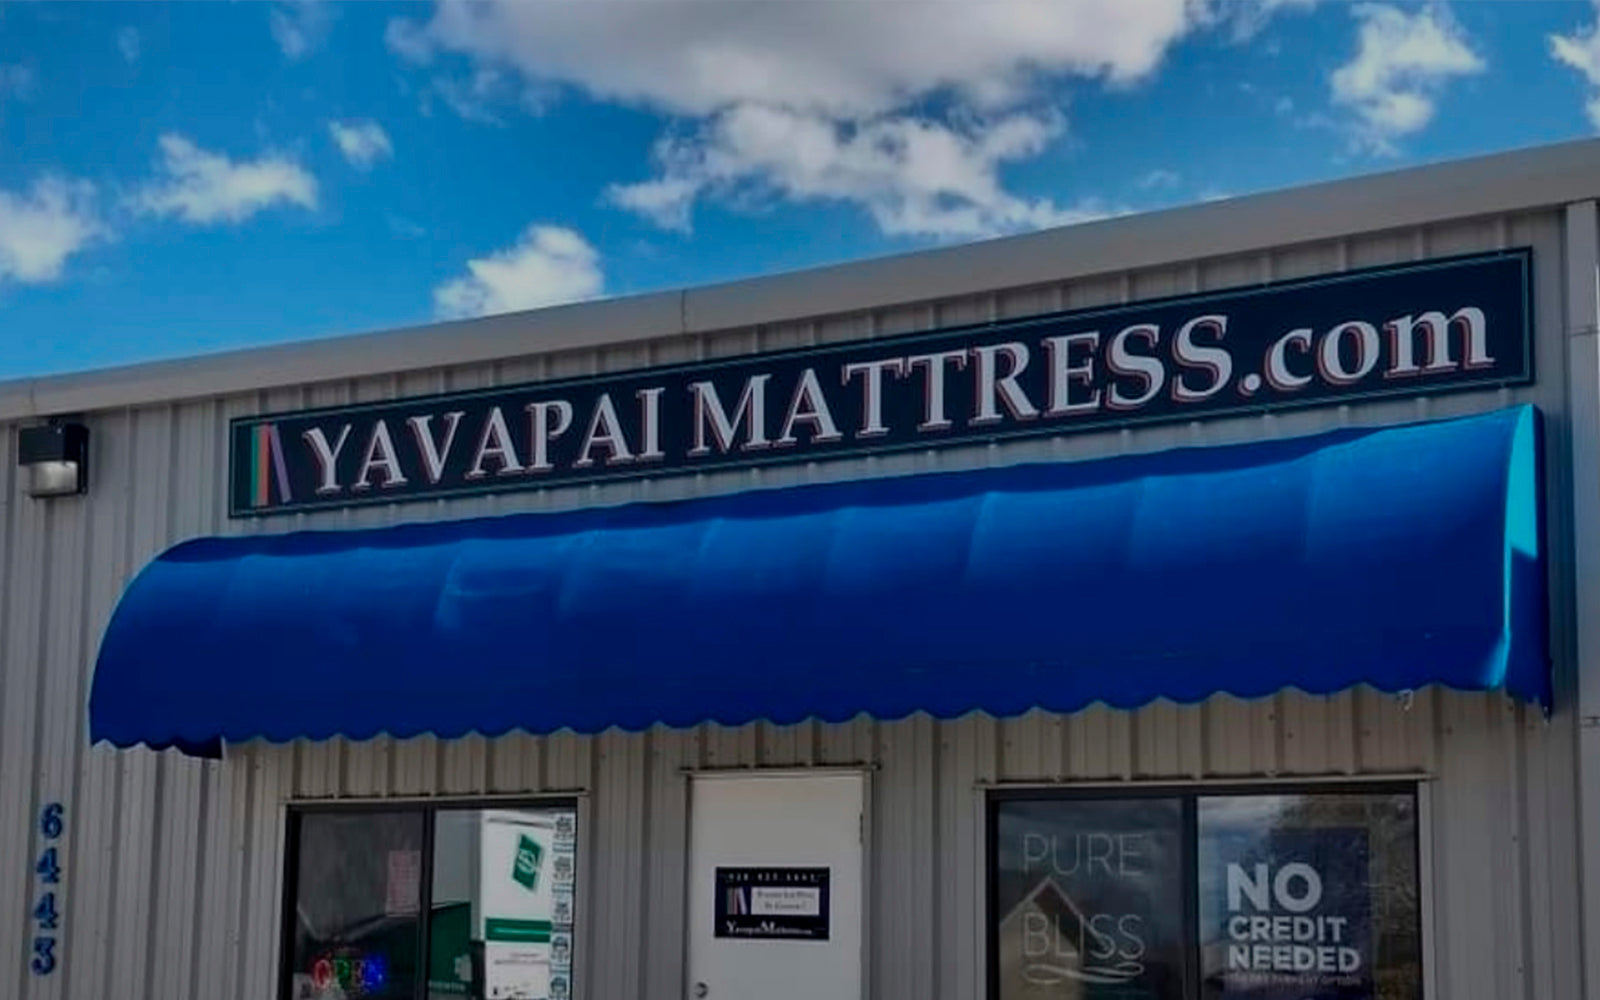 YAVAPAI MATTRESS.com
6443
OPEN
YavapaiMattress.com
PURE
BLISS
NO
CREDIT
NEEDED